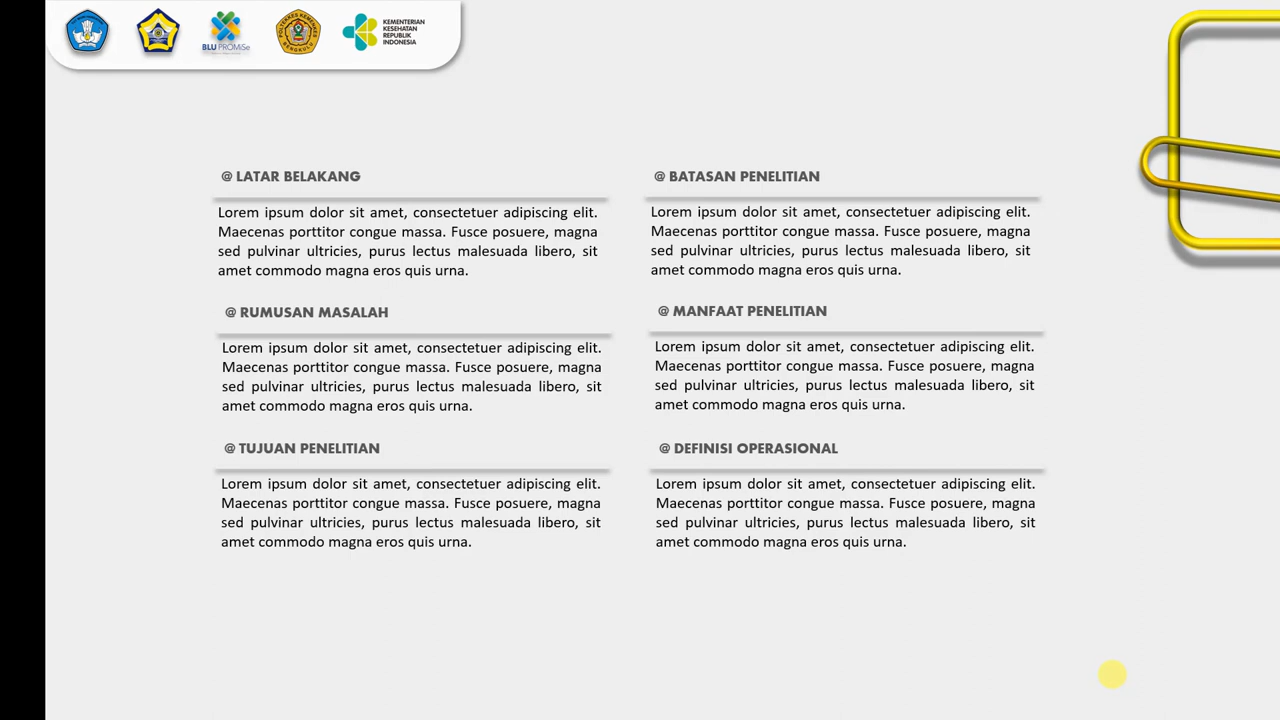 BLU PROMiSe
POLTEKKES KEMENKES
BENGKULU
KEMENTERIAN
KESEHATAN
REPUBLIK
INDONESIA
@ LATAR BELAKANG
Lorem ipsum dolor sit amet, consectetuer adipiscing elit.
Maecenas porttitor congue massa. Fusce posuere, magna
sed pulvinar ultricies, purus lectus malesuada libero, sit
amet commodo magna eros quis urna.
@ RUMUSAN MASALAH
Lorem ipsum dolor sit amet, consectetuer adipiscing elit.
Maecenas porttitor congue massa. Fusce posuere, magna
sed pulvinar ultricies, purus lectus malesuada libero, sit
amet commodo magna eros quis urna.
@ TUJUAN PENELITIAN
Lorem ipsum dolor sit amet, consectetuer adipiscing elit.
Maecenas porttitor congue massa. Fusce posuere, magna
sed pulvinar ultricies, purus lectus malesuada libero, sit
amet commodo magna eros quis urna.
@ BATASAN PENELITIAN
Lorem ipsum dolor sit amet, consectetuer adipiscing elit.
Maecenas porttitor congue massa. Fusce posuere, magna
sed pulvinar ultricies, purus lectus malesuada libero, sit
amet commodo magna eros quis urna.
@ MANFAAT PENELITIAN
Lorem ipsum dolor sit amet, consectetuer adipiscing elit.
Maecenas porttitor congue massa. Fusce posuere, magna
sed pulvinar ultricies, purus lectus malesuada libero, sit
amet commodo magna eros quis urna.
@ DEFINISI OPERASIONAL
Lorem ipsum dolor sit amet, consectetuer adipiscing elit.
Maecenas porttitor congue massa. Fusce posuere, magna
sed pulvinar ultricies, purus lectus malesuada libero, sit
amet commodo magna eros quis urna.